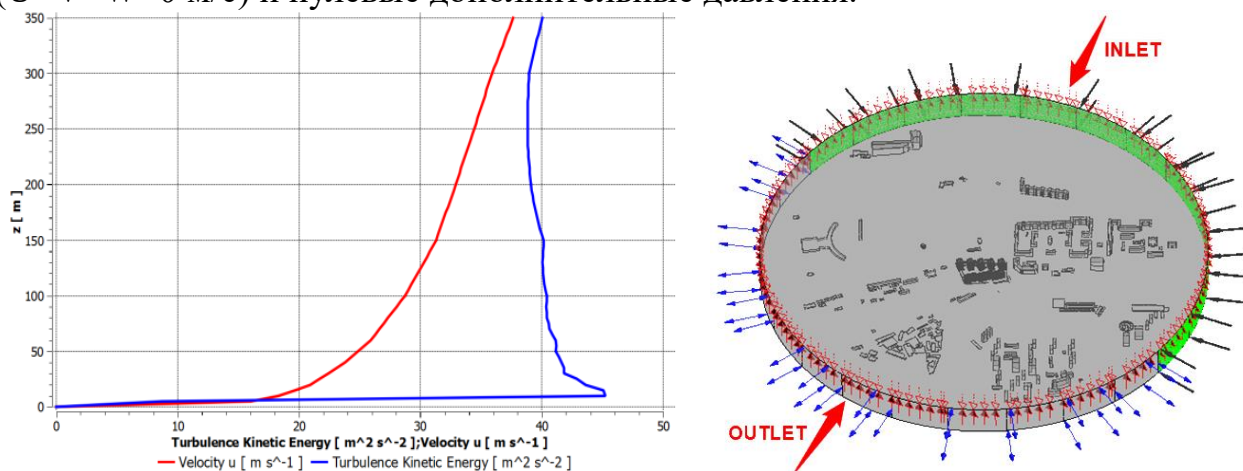 нулевые дополнительные давления.
350
300
250
200
150
100
50
0
z [ m ]
0
10
20
30
40
50
Turbulence Kinetic Energy [ m^2 s^-2 ];Velocity u [ m s^-1 ]
Velocity u [ m s^-1 ]
Turbulence Kinetic Energy [ m^2 s^-2 ]
INLET
OUTLET